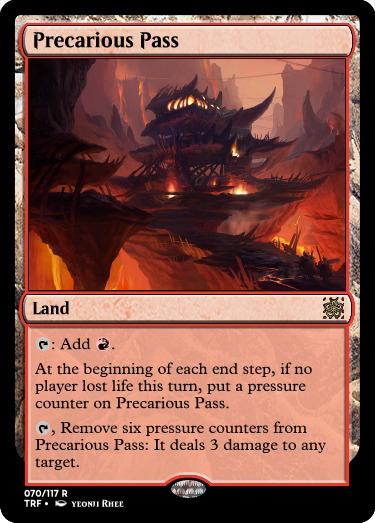 Precarious Pass
Land
: Add .
At the beginning of each end step, if no
player lost life this turn, put a pressure
counter on Precarious Pass.
, Remove six pressure counters from
Precarious Pass: It deals 3 damage to any
target.
070/117 R
TRF • Yeonji Rhee